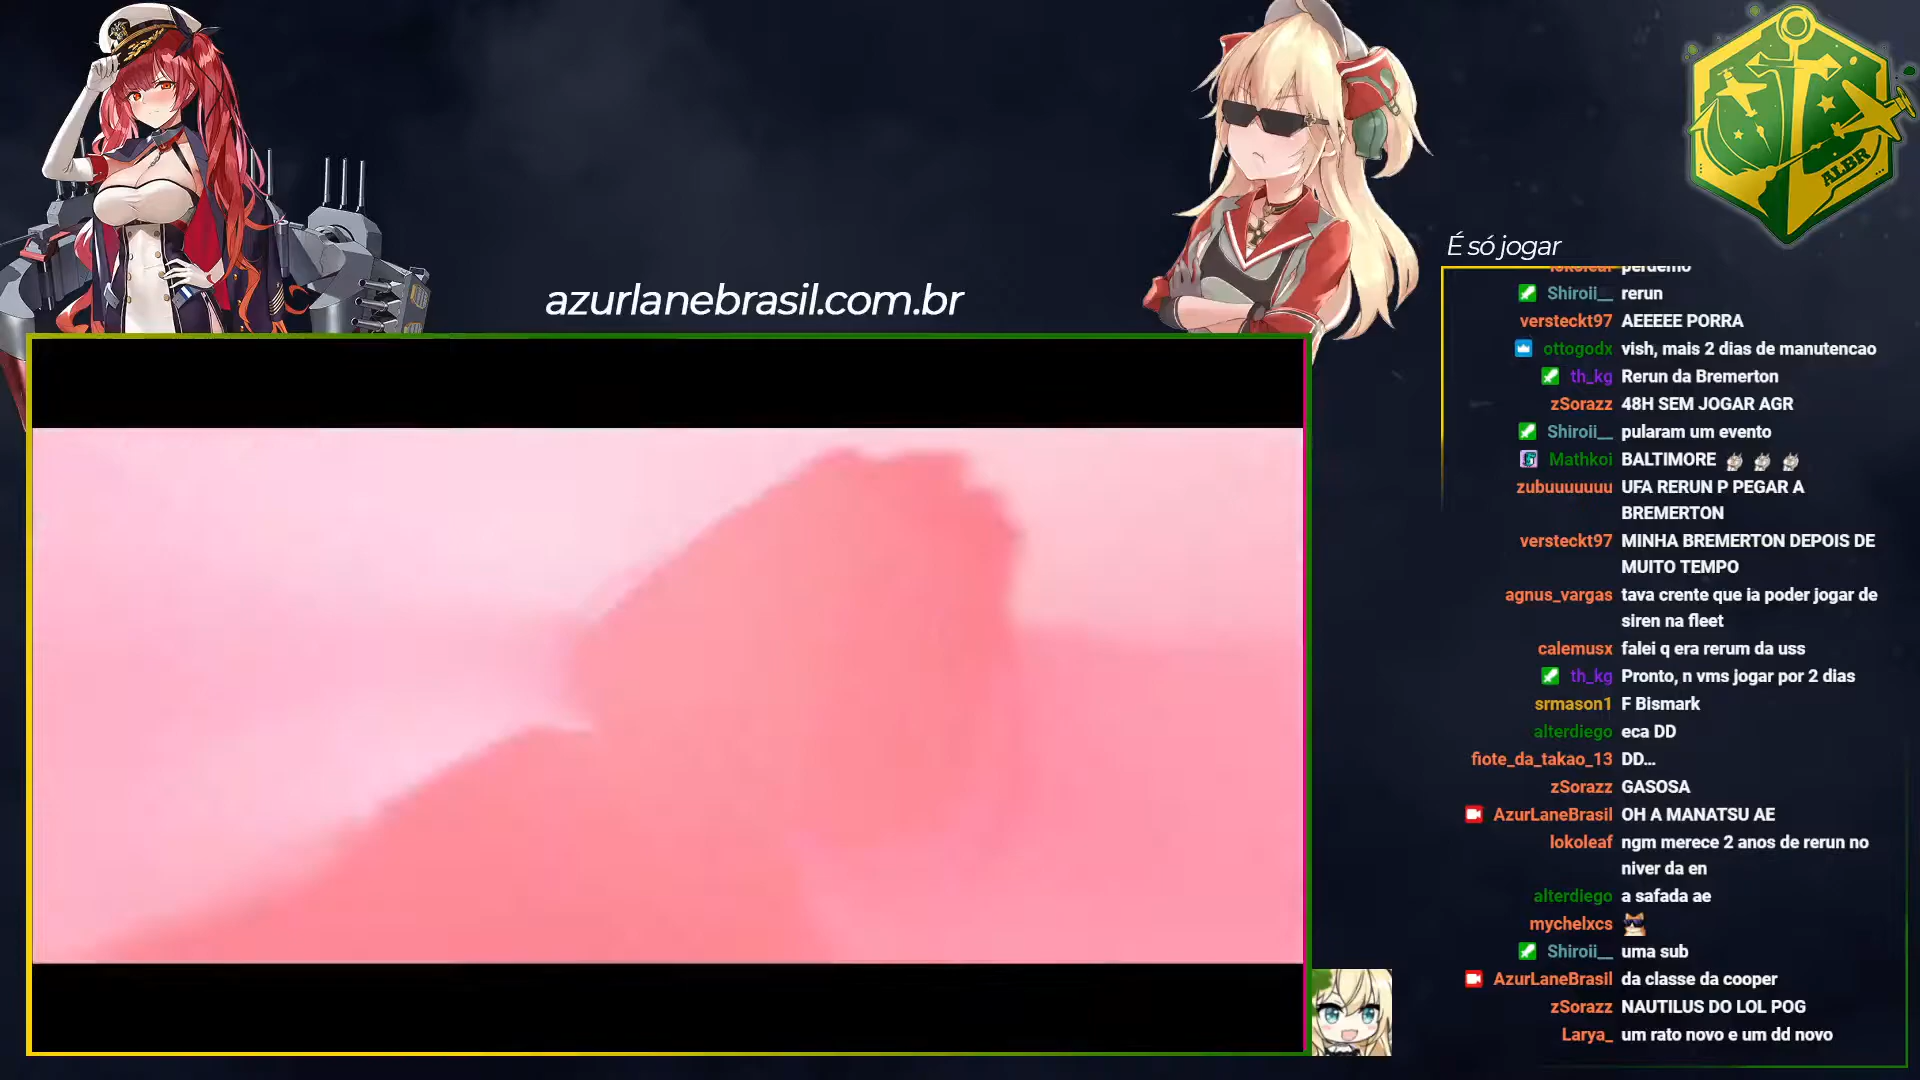 ALBR
É só jogar
azurlanebrasil.com.br
lokoleaf perdemo
Shiroii__ rerun
versteckt97 AEEEEE PORRA
ottogodx vish, mais 2 dias de manutencao
th_kg Rerun da Bremerton
zSorazz 48H SEM JOGAR AGR
Shiroii__ pularam um evento
Mathkoi BALTIMORE
zubuuuuuuu UFA RERUN P PEGAR A
BREMERTON
versteckt97 MINHA BREMERTON DEPOIS DE
MUITO TEMPO
agnus_vargas tava crente que ia poder jogar de
siren na fleet
calemusx falei q era rerum da uss
th_kg Pronto, n vms jogar por 2 dias
srmason1 F Bismark
alterdiego eca DD
fiote_da_takao_13 DD...
zSorazz GASOSA
AzurLaneBrasil OH A MANATSU AE
lokoleaf ngm merece 2 anos de rerun no
niver da en
alterdiego a safada ae
mychelxcs
Shiroii__ uma sub
AzurLaneBrasil da classe da cooper
zSorazz NAUTILUS DO LOL POG
Larya_ um rato novo e um dd novo